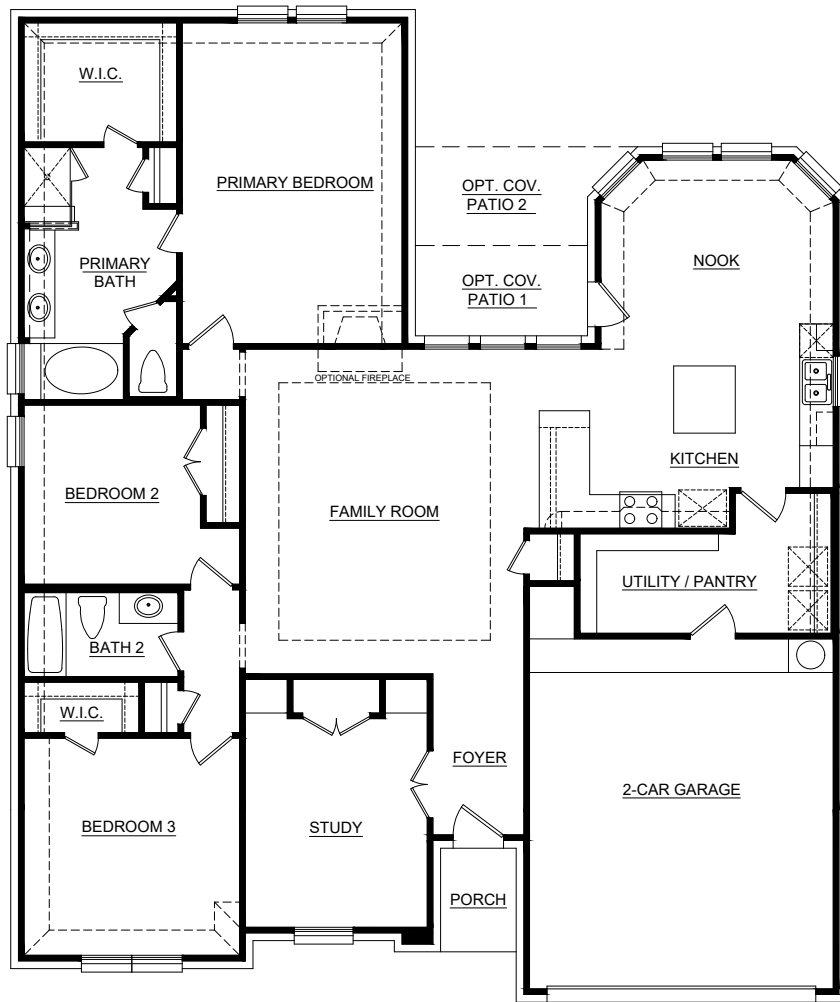 W.I.C.
PRIMARY BEDROOM
OPT. COV.
PATIO 2
PRIMARY
BATH
NOOK
OPT. COV.
PATIO 1
OPTIONAL FIREPLACE
KITCHEN
BEDROOM 2
FAMILY ROOM
UTILITY / PANTRY
BATH 2
W.I.C.
FOYER
2-CAR GARAGE
BEDROOM 3
STUDY
PORCH